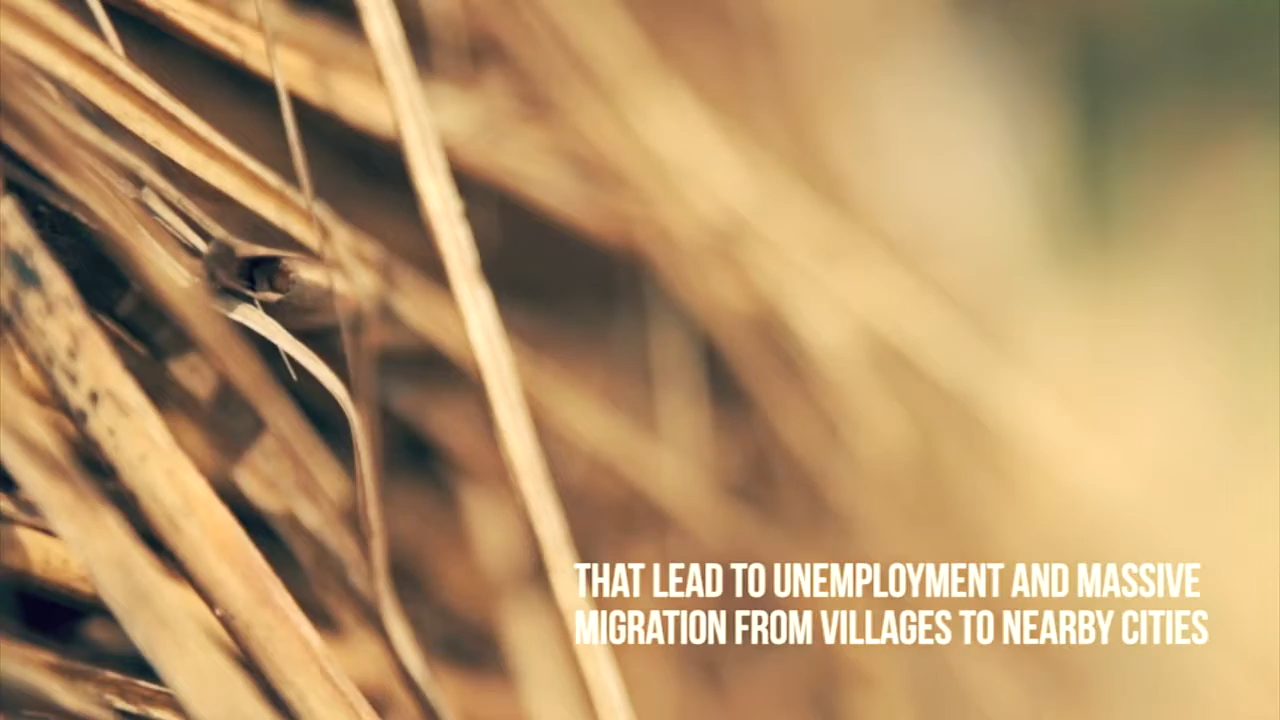 THAT LEAD TO UNEMPLOYMENT AND MASSIVE
MIGRATION FROM VILLAGES TO NEARBY CITIES